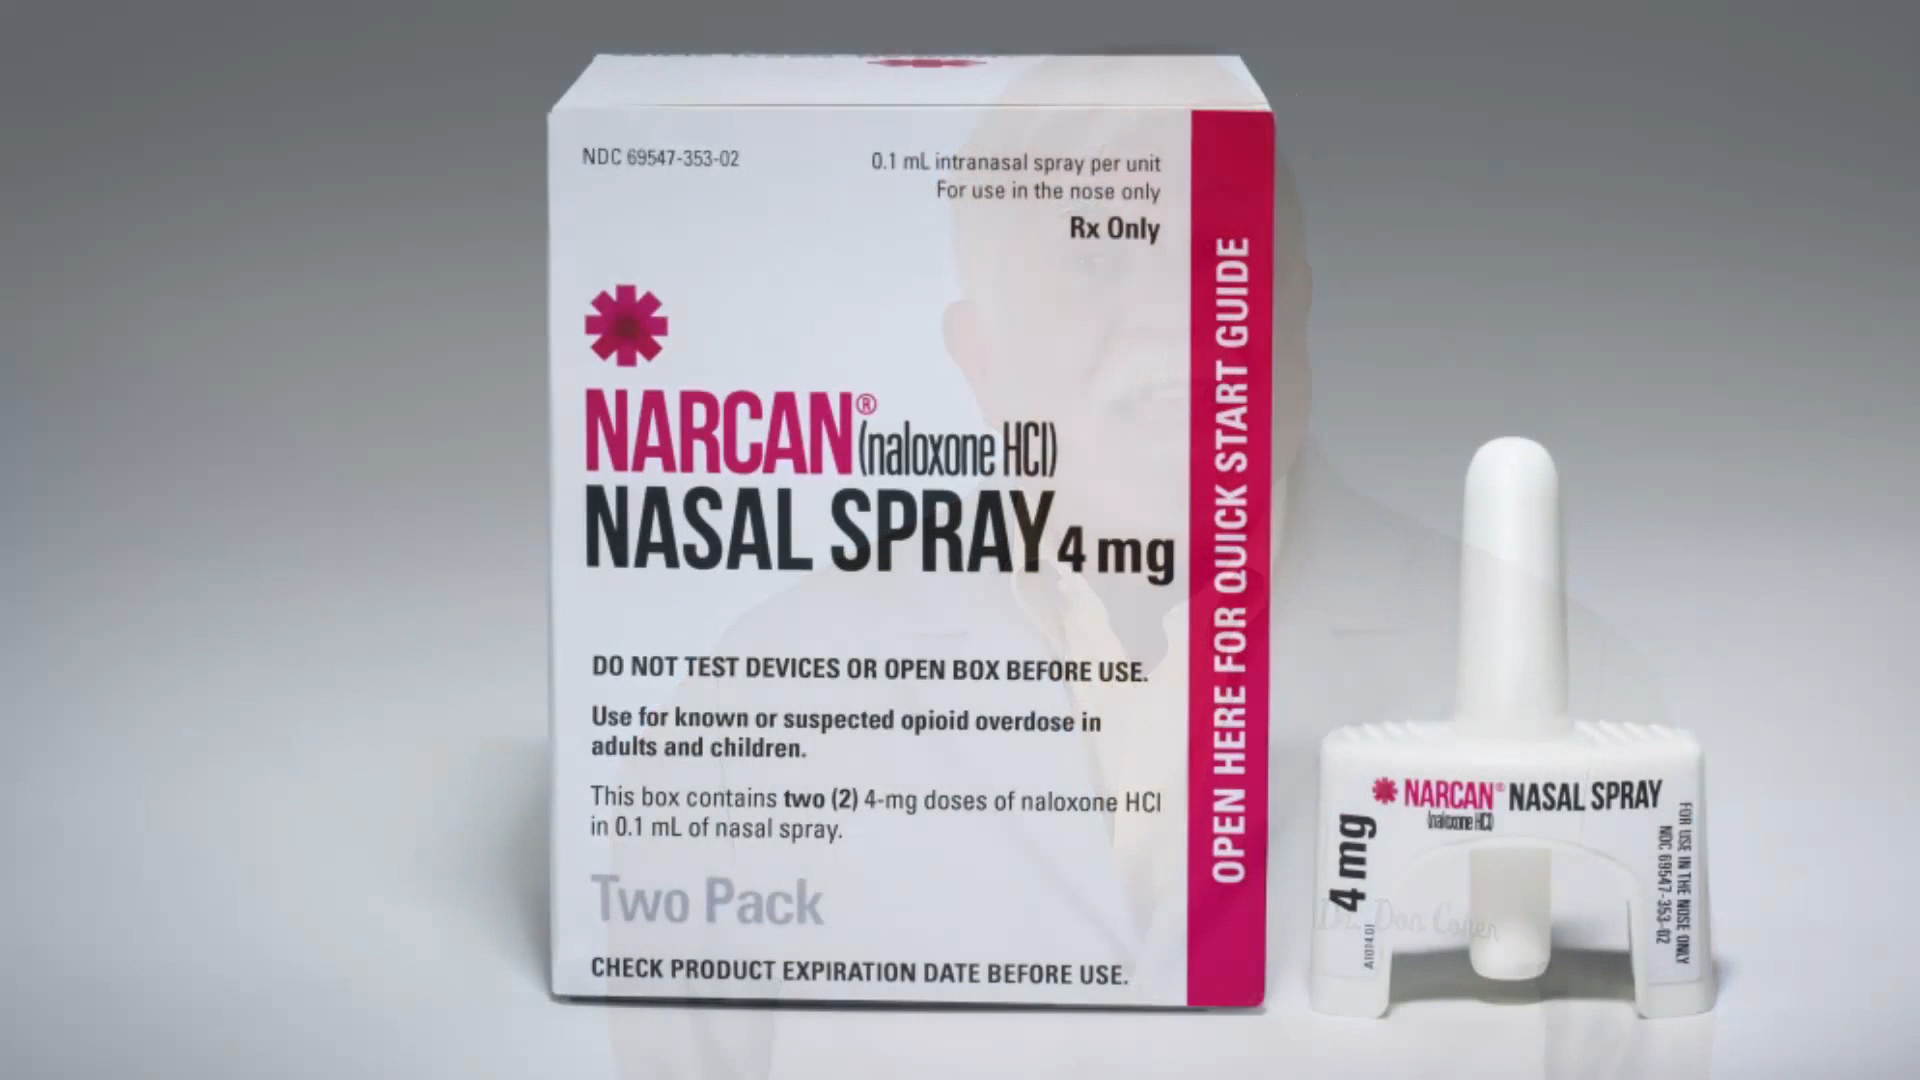 NDC 69547-353-02
0.1 mL intranasal spray per unit
For use in the nose only
Rx Only
NARCAN® (naloxone HCl)
NASAL SPRAY 4 mg
DO NOT TEST DEVICES OR OPEN BOX BEFORE USE.
Use for known or suspected opioid overdose in
adults and children.
This box contains two (2) 4-mg doses of naloxone HCl
in 0.1 mL of nasal spray.
Two Pack
CHECK PRODUCT EXPIRATION DATE BEFORE USE.
OPEN HERE FOR QUICK START GUIDE
NARCAN® NASAL SPRAY
(naloxone HCl)
4 mg
FOR USE IN THE NOSE ONLY
NDC 69547-353-02
Dr. Don